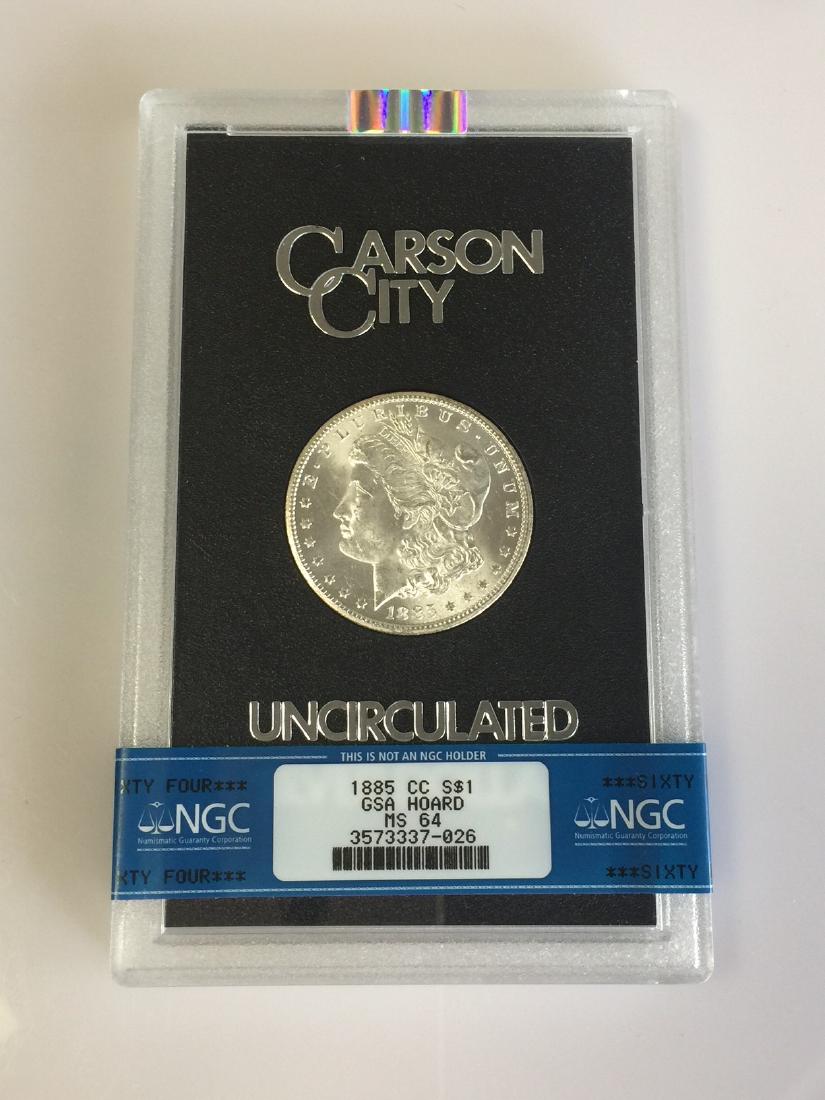 CARSON
CITY
E·PLURIBUS·UNUM
1885
UNCIRCULATED
THIS IS NOT AN NGC HOLDER
XTY FOUR***
1885 CC S$1
***SIXTY
GSA HOARD
NGC
MS 64
NGC
Numismatic Guaranty Corporation
3573337-026
Numismatic Guaranty Corporation
XTY FOUR***
***SIXTY